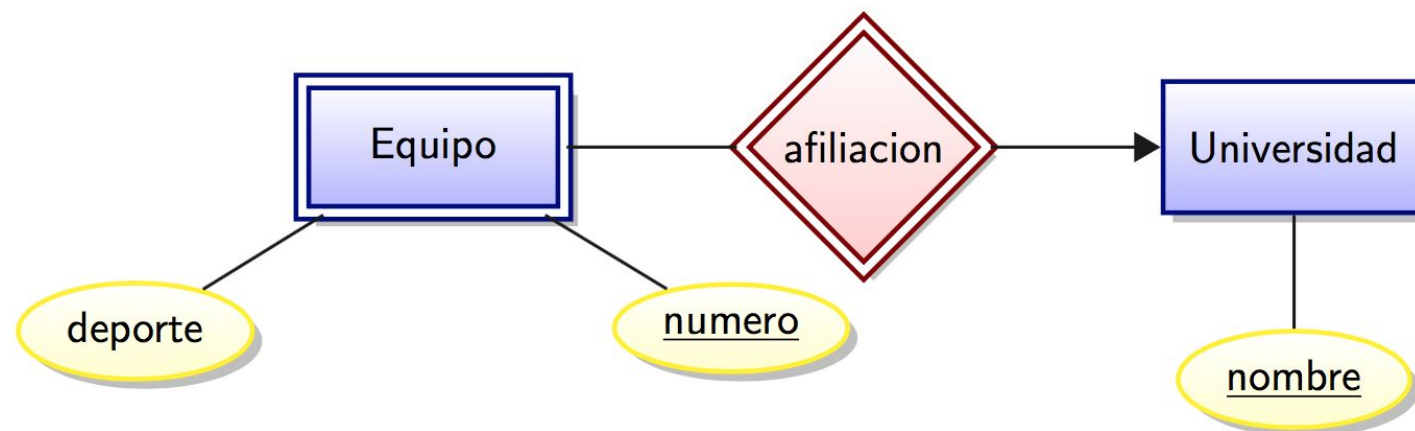 Equipo
afiliacion
Universidad
deporte
numero
nombre